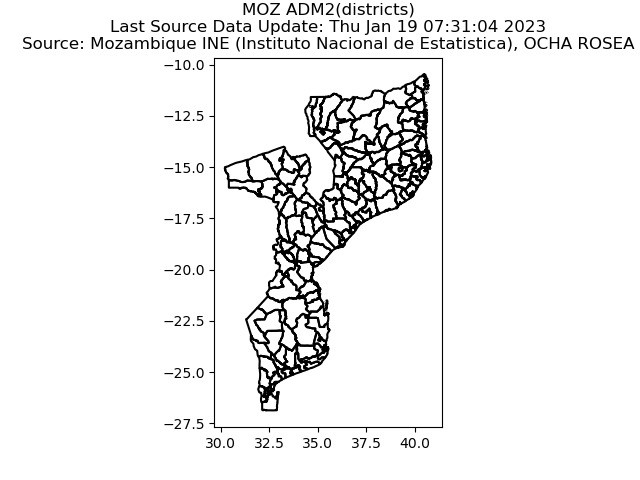 MOZ ADM2(districts)
Last Source Data Update: Thu Jan 19 07:31:04 2023
Source: Mozambique INE (Instituto Nacional de Estatistica), OCHA ROSEA
−10.0
−12.5
−15.0
−17.5
−20.0
−22.5
−25.0
−27.5
30.0 32.5 35.0 37.5 40.0